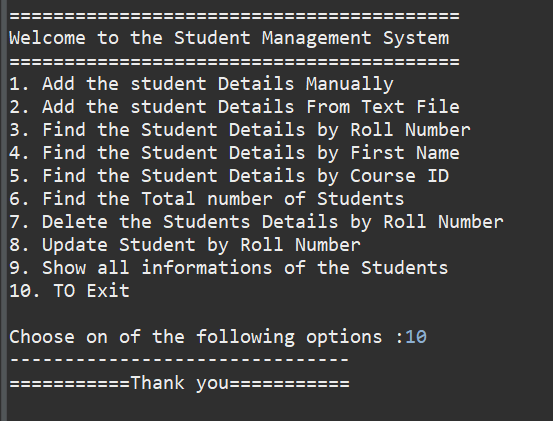 =========================================
Welcome to the Student Management System
=========================================
1. Add the student Details Manually
2. Add the student Details From Text File
3. Find the Student Details by Roll Number
4. Find the Student Details by First Name
5. Find the Student Details by Course ID
6. Find the Total number of Students
7. Delete the Students Details by Roll Number
8. Update Student by Roll Number
9. Show all informations of the Students
10. TO Exit
Choose on of the following options :10
-------------------------------
===========Thank you===========